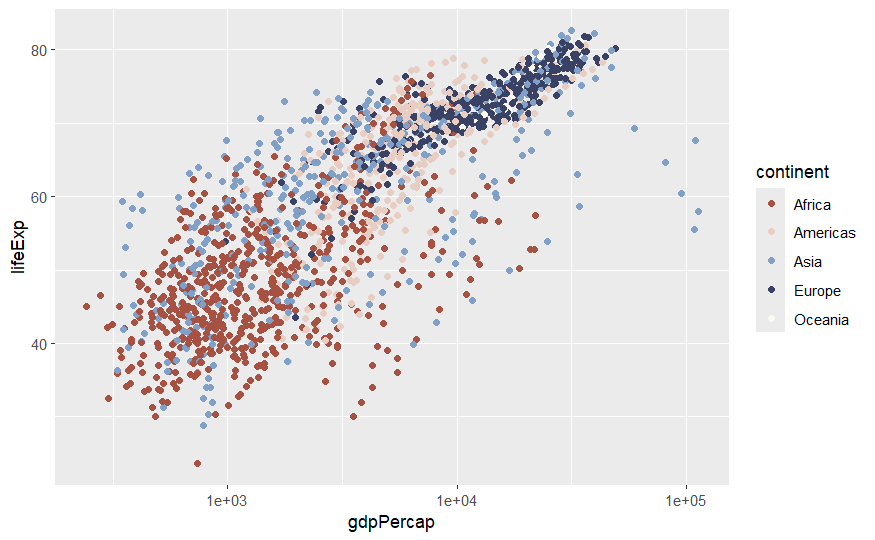 80
60
40
lifeExp
1e+03
1e+04
1e+05
gdpPercap
continent
Africa
Americas
Asia
Europe
Oceania